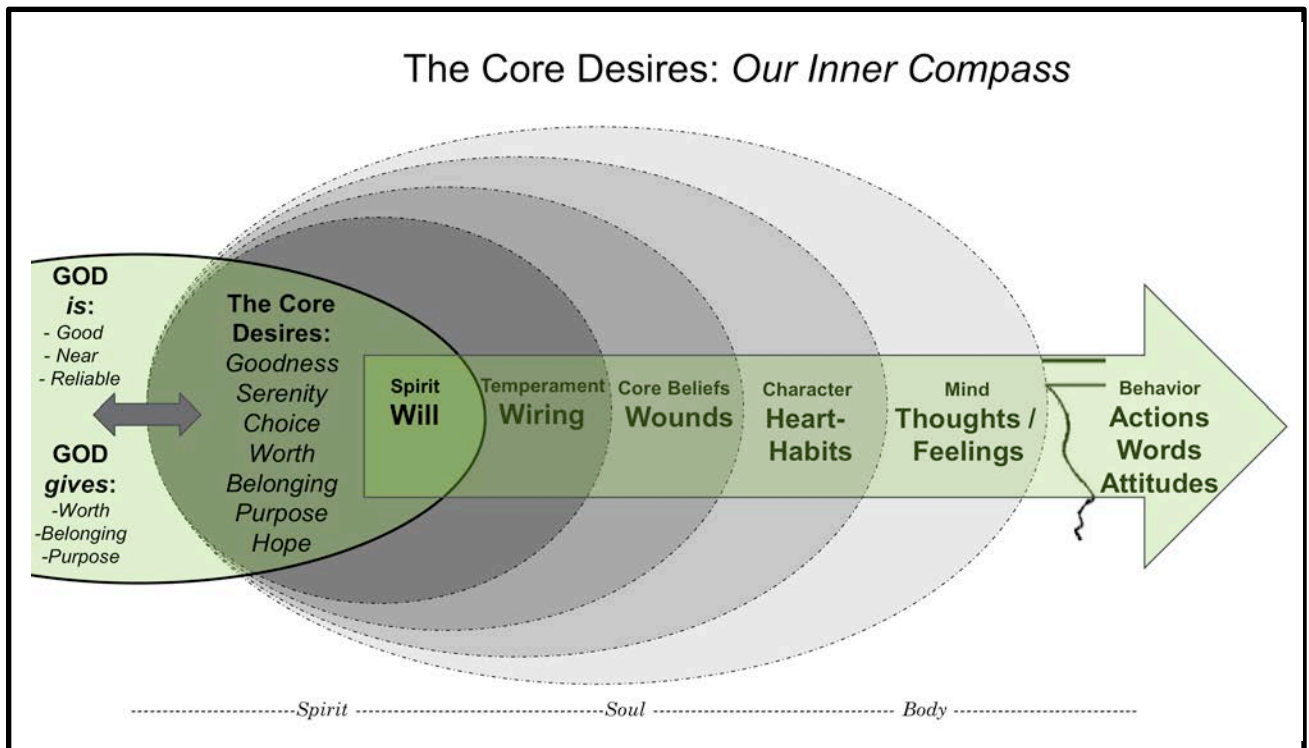 The Core Desires: Our Inner Compass
GOD
is:
- Good
- Near
- Reliable
GOD
gives:
-Worth
-Belonging
-Purpose
The Core
Desires:
Goodness
Serenity
Choice
Worth
Belonging
Purpose
Hope
Spirit
Will
Temperament
Wiring
Core Beliefs
Wounds
Character
Heart-
Habits
Mind
Thoughts /
Feelings
Behavior
Actions
Words
Attitudes
Spirit
Soul
Body